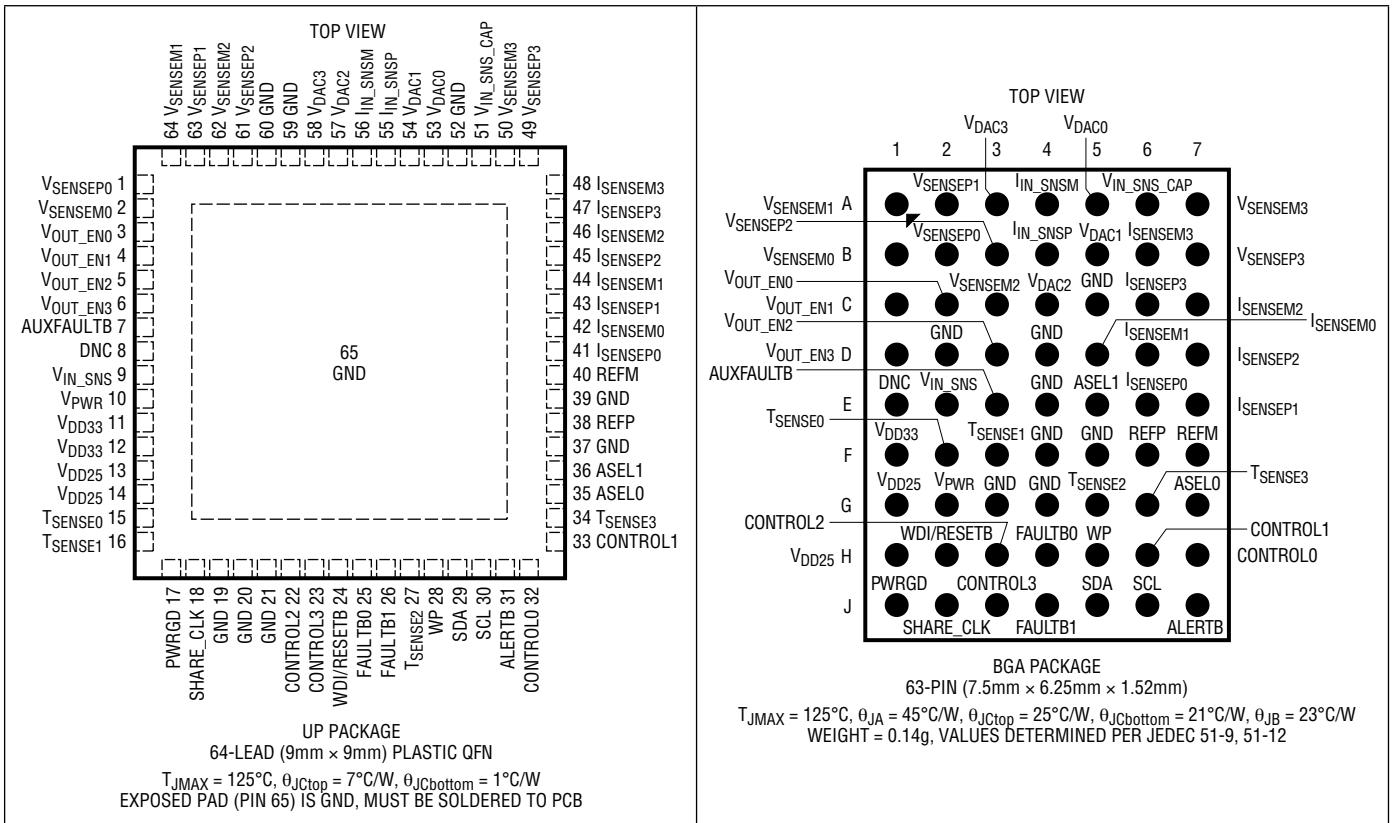 TOP VIEW
64 VSENSEM1
63 VSENSEP1
62 VSENSEM2
61 VSENSEP2
60 GND
59 GND
58 VDAC3
57 VDAC2
56 IIN_SNSM
55 IIN_SNSP
54 VDAC1
53 VDAC0
52 GND
51 VIN_SNS_CAP
50 VSENSEM3
49 VSENSEP3
VSENSEP0 1
VSENSEM0 2
VOUT_EN0 3
VOUT_EN1 4
VOUT_EN2 5
VOUT_EN3 6
AUXFAULTB 7
DNC 8
VIN_SNS 9
VPWR 10
VDD33 11
VDD33 12
VDD25 13
VDD25 14
TSENSE0 15
TSENSE1 16
65
GND
48 ISENSEM3
47 ISENSEP3
46 ISENSEM2
45 ISENSEP2
44 ISENSEM1
43 ISENSEP1
42 ISENSEM0
41 ISENSEP0
40 REFM
39 GND
38 REFP
37 GND
36 ASEL1
35 ASEL0
34 TSENSE3
33 CONTROL1
PWRGD 17
SHARE_CLK 18
GND 19
GND 20
GND 21
CONTROL2 22
CONTROL3 23
WDI/RESETB 24
FAULTB0 25
FAULTB1 26
TSENSE2 27
WP 28
SDA 29
SCL 30
ALERTB 31
CONTROL0 32
UP PACKAGE
64-LEAD (9mm × 9mm) PLASTIC QFN
TJMAX = 125°C, θJCtop = 7°C/W, θJCbottom = 1°C/W
EXPOSED PAD (PIN 65) IS GND, MUST BE SOLDERED TO PCB
TOP VIEW
VDAC3 VDAC0
1 2 3 4 5 6 7
VSENSEP1 IIN_SNSM VIN_SNS_CAP
VSENSEM1 A VSENSEM3
VSENSEP2
VSENSEP0 IIN_SNSP VDAC1 ISENSEM3
VSENSEM0 B VSENSEP3
VOUT_EN0 VSENSEM2 VDAC2 GND ISENSEP3
VOUT_EN1 C ISENSEM2 ISENSEM0
VOUT_EN2 GND GND ISENSEM1
VOUT_EN3 D ISENSEP2
AUXFAULTB DNC VIN_SNS GND ASEL1 ISENSEP0
E ISENSEP1
TSENSE0 VDD33 TSENSE1 GND GND REFP REFM
F
VDD25 VPWR GND GND TSENSE2 ASEL0 TSENSE3
G
CONTROL2 WDI/RESETB FAULTB0 WP CONTROL1
VDD25 H CONTROL0
PWRGD CONTROL3 SDA SCL
J
SHARE_CLK FAULTB1 ALERTB
BGA PACKAGE
63-PIN (7.5mm × 6.25mm × 1.52mm)
TJMAX = 125°C, θJA = 45°C/W, θJCtop = 25°C/W, θJCbottom = 21°C/W, θJB = 23°C/W
WEIGHT = 0.14g, VALUES DETERMINED PER JEDEC 51-9, 51-12